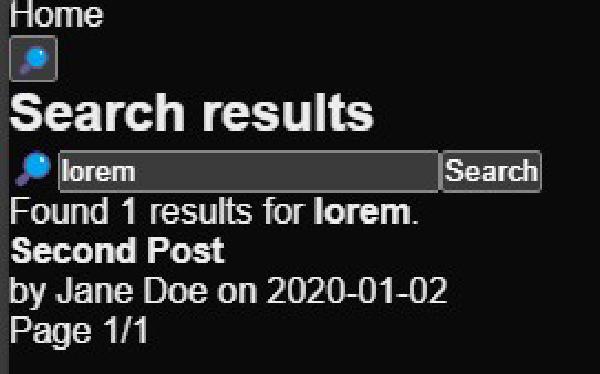 Home
Search results
lorem Search
Found 1 results for lorem.
Second Post
by Jane Doe on 2020-01-02
Page 1/1